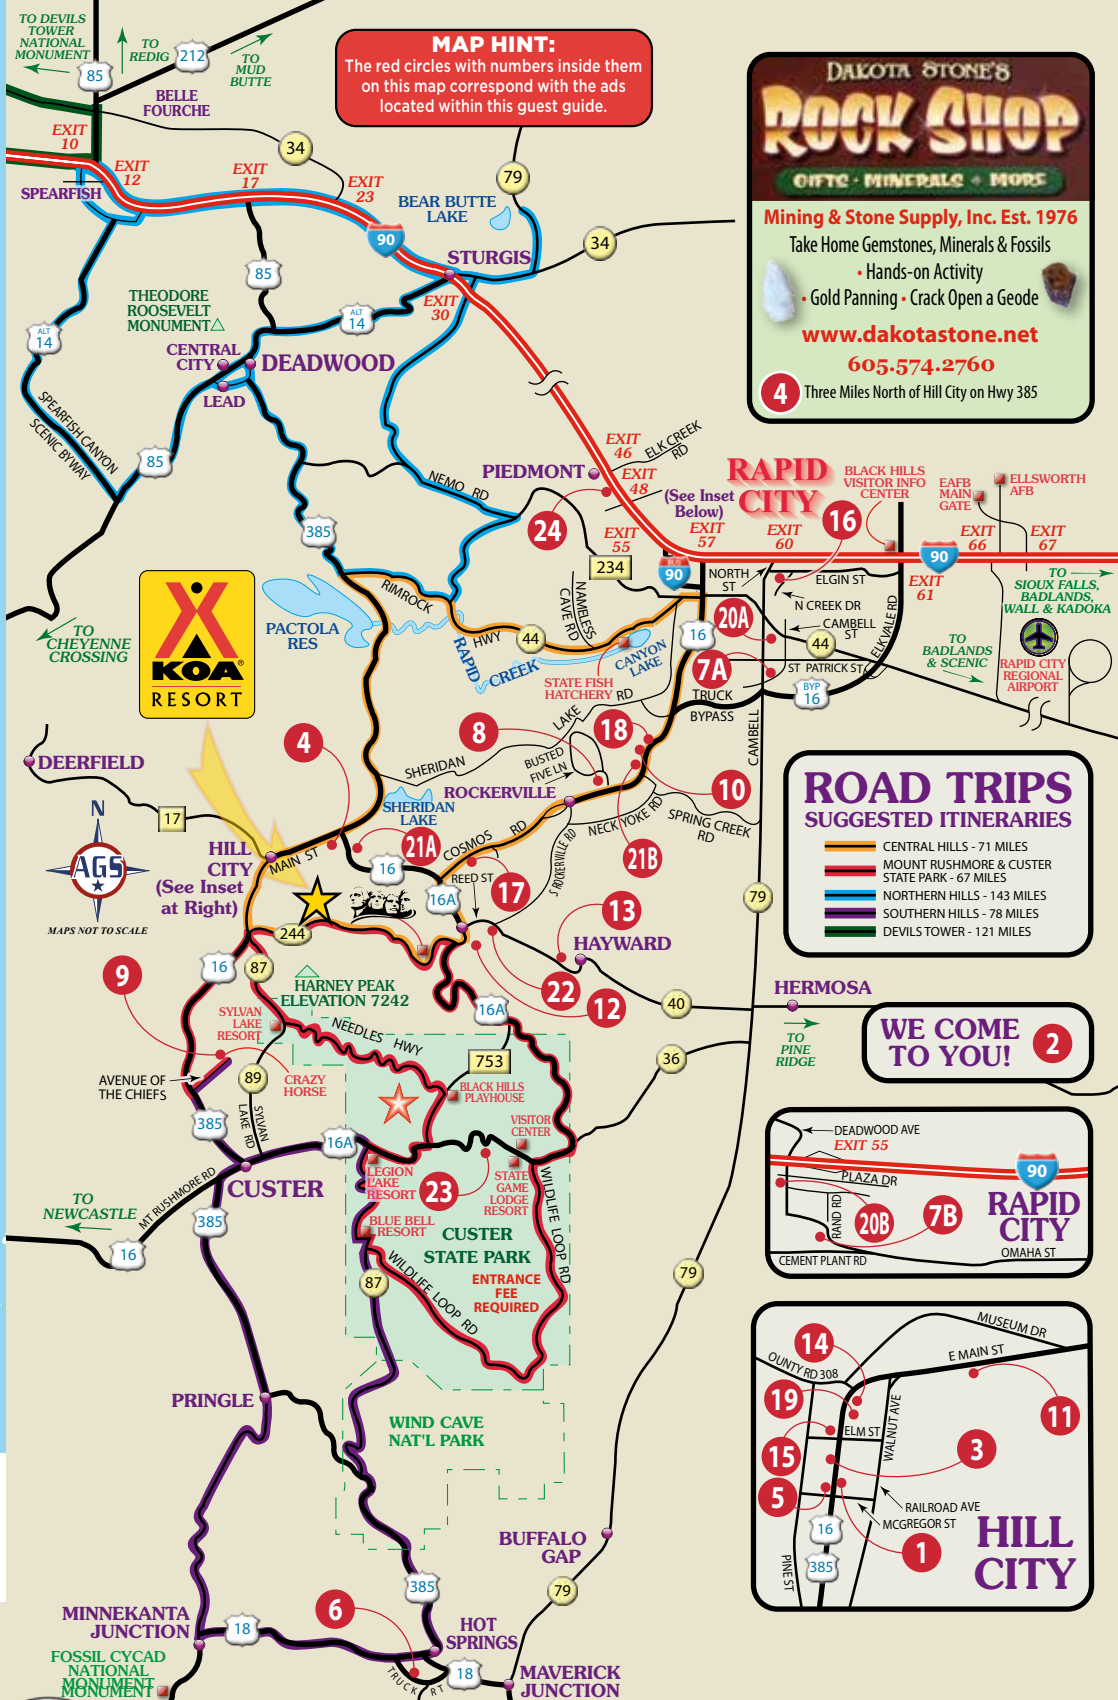 TO DEVILS
TOWER
NATIONAL
MONUMENT
TO
REDIG
212
TO
MUD
BUTTE
85
BELLE
FOURCHE
EXIT
10
EXIT
12
SPEARFISH
EXIT
17
34
EXIT
23
MAP HINT:
The red circles with numbers inside them
on this map correspond with the ads
located within this guest guide.
79
BEAR BUTTE
LAKE
90
STURGIS
34
EXIT
30
85
THEODORE
ROOSEVELT
MONUMENT
ALT
14
ALT
14
CENTRAL
CITY
DEADWOOD
LEAD
SPEARFISH CANYON
SCENIC BYWAY
85
DAKOTA STONE'S
ROCK SHOP
GIFTS • MINERALS • MORE
Mining & Stone Supply, Inc. Est. 1976
Take Home Gemstones, Minerals & Fossils
• Hands-on Activity
• Gold Panning • Crack Open a Geode
www.dakotastone.net
605.574.2760
4 Three Miles North of Hill City on Hwy 385
EXIT
46
ELK CREEK
RD
PIEDMONT
EXIT
48
NEMO RD
24
(See Inset
Below)
RAPID
CITY
BLACK HILLS
VISITOR INFO
CENTER
EAFB
MAIN
GATE
ELLSWORTH
AFB
16
EXIT
55
EXIT
57
EXIT
60
EXIT
66
EXIT
67
385
234
90
90
NORTH
ST
ELGIN ST
EXIT
61
TO
SIOUX FALLS,
BADLANDS,
WALL & KADOKA
N CREEK DR
RIMROCK
HWY
44
NAMELESS
CAVE RD
20A
CAMBELL
ST
44
ELK VALE RD
PACTOLA
RES
RAPID
CREEK
CANYON
LAKE
16
7A
ST PATRICK ST
TO
BADLANDS
& SCENIC
RAPID CITY
REGIONAL
AIRPORT
STATE FISH
HATCHERY
TRUCK
BYPASS
BYP
16
TO
CHEYENNE
CROSSING
KOA
RESORT
4
8
18
SHERIDAN
LAKE
RD
CAMBELL
BUSTED
FIVE LN
10
DEERFIELD
17
ROCKERVILLE
SHERIDAN
LAKE
NECK YOKE RD
SPRING CREEK
RD
N
AGS
MAPS NOT TO SCALE
HILL
CITY
(See Inset
at Right)
MAIN ST
21A
COSMOS
RD
21B
16
REED ST
S ROCKERVILLE RD
17
16A
244
13
79
HAYWARD
ROAD TRIPS
SUGGESTED ITINERARIES
CENTRAL HILLS - 71 MILES
MOUNT RUSHMORE & CUSTER
STATE PARK - 67 MILES
NORTHERN HILLS - 143 MILES
SOUTHERN HILLS - 78 MILES
DEVILS TOWER - 121 MILES
9
16
87
HARNEY PEAK
ELEVATION 7242
22
12
16A
40
HERMOSA
TO
PINE
RIDGE
WE COME
TO YOU!
2
SYLVAN
LAKE
RESORT
NEEDLES HWY
753
36
AVENUE OF
THE CHIEFS
89
CRAZY
HORSE
BLACK HILLS
PLAYHOUSE
385
SYLVAN
LAKE RD
16A
VISITOR
CENTER
LEGION
LAKE
RESORT
23
STATE
GAME
LODGE
RESORT
CUSTER
MT RUSHMORE RD
TO
NEWCASTLE
16
385
BLUE BELL
RESORT
CUSTER
STATE PARK
WILDLIFE LOOP RD
ENTRANCE
FEE
REQUIRED
WILDLIFE LOOP RD
87
79
DEADWOOD AVE
EXIT 55
90
PLAZA DR
RAND RD
20B
7B
RAPID
CITY
OMAHA ST
CEMENT PLANT RD
MUSEUM DR
14
OUNTY RD 308
E MAIN ST
19
WALNUT AVE
ELM ST
11
15
3
5
RAILROAD AVE
MCGREGOR ST
16
1
HILL
CITY
385
PINE ST
PRINGLE
WIND CAVE
NAT'L PARK
BUFFALO
GAP
79
385
6
MINNEKANTA
JUNCTION
18
HOT
SPRINGS
FOSSIL CYCAD
NATIONAL
MONUMENT
MONUMENT
TRUCK RT
18
MAVERICK
JUNCTION